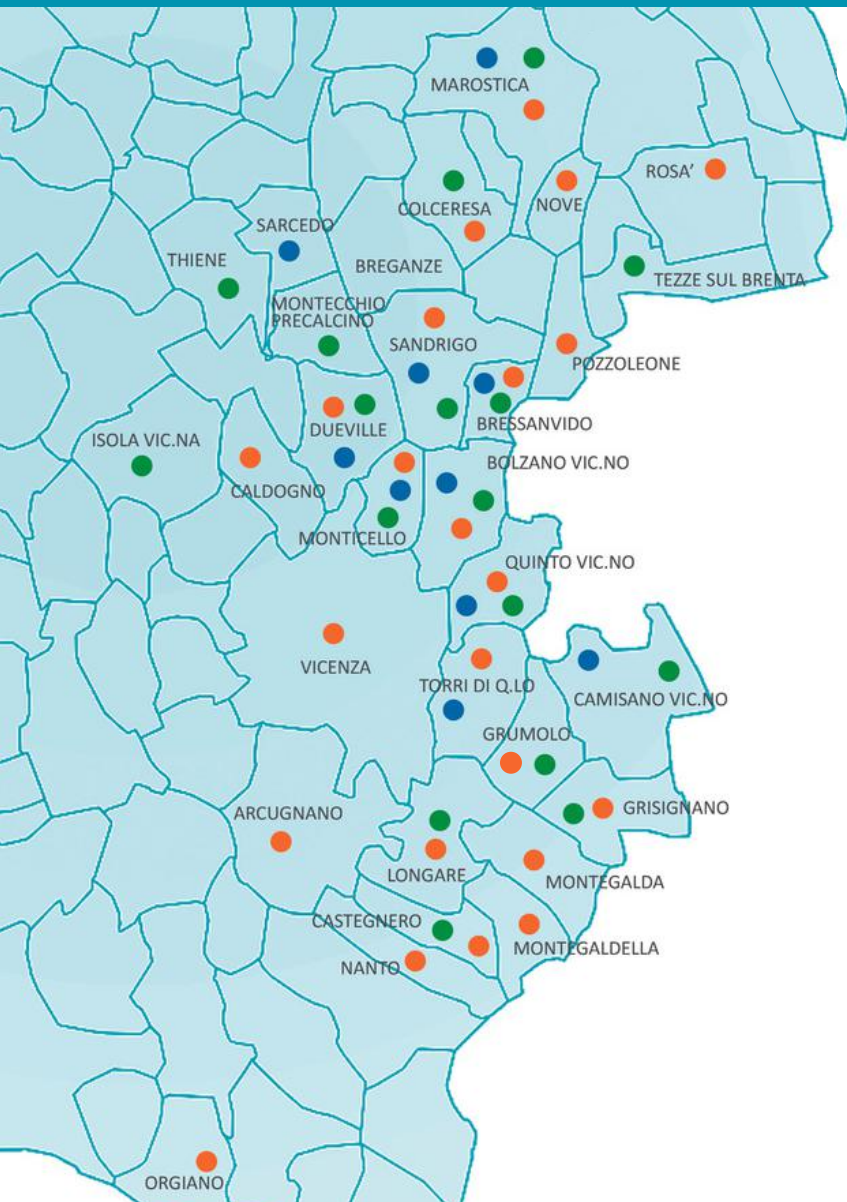 MAROSTICA
ROSA’
COLCERESA
NOVE
SARCEDO
THIENE
BREGANZE
TEZZE SUL BRENTA
MONTECCHIO
PRECALCINO
SANDRIGO
POZZOLEONE
BRESSANVIDO
DUEVILLE
ISOLA VIC.NA
BOLZANO VIC.NO
CALDOGNO
MONTICELLO
QUINTO VIC.NO
VICENZA
TORRI DI Q.LO
CAMISANO VIC.NO
GRUMOLO
GRISIGNANO
ARCUGNANO
LONGARE
MONTEGALDA
CASTEGNERO
MONTEGALDELLA
NANTO
ORGIANO